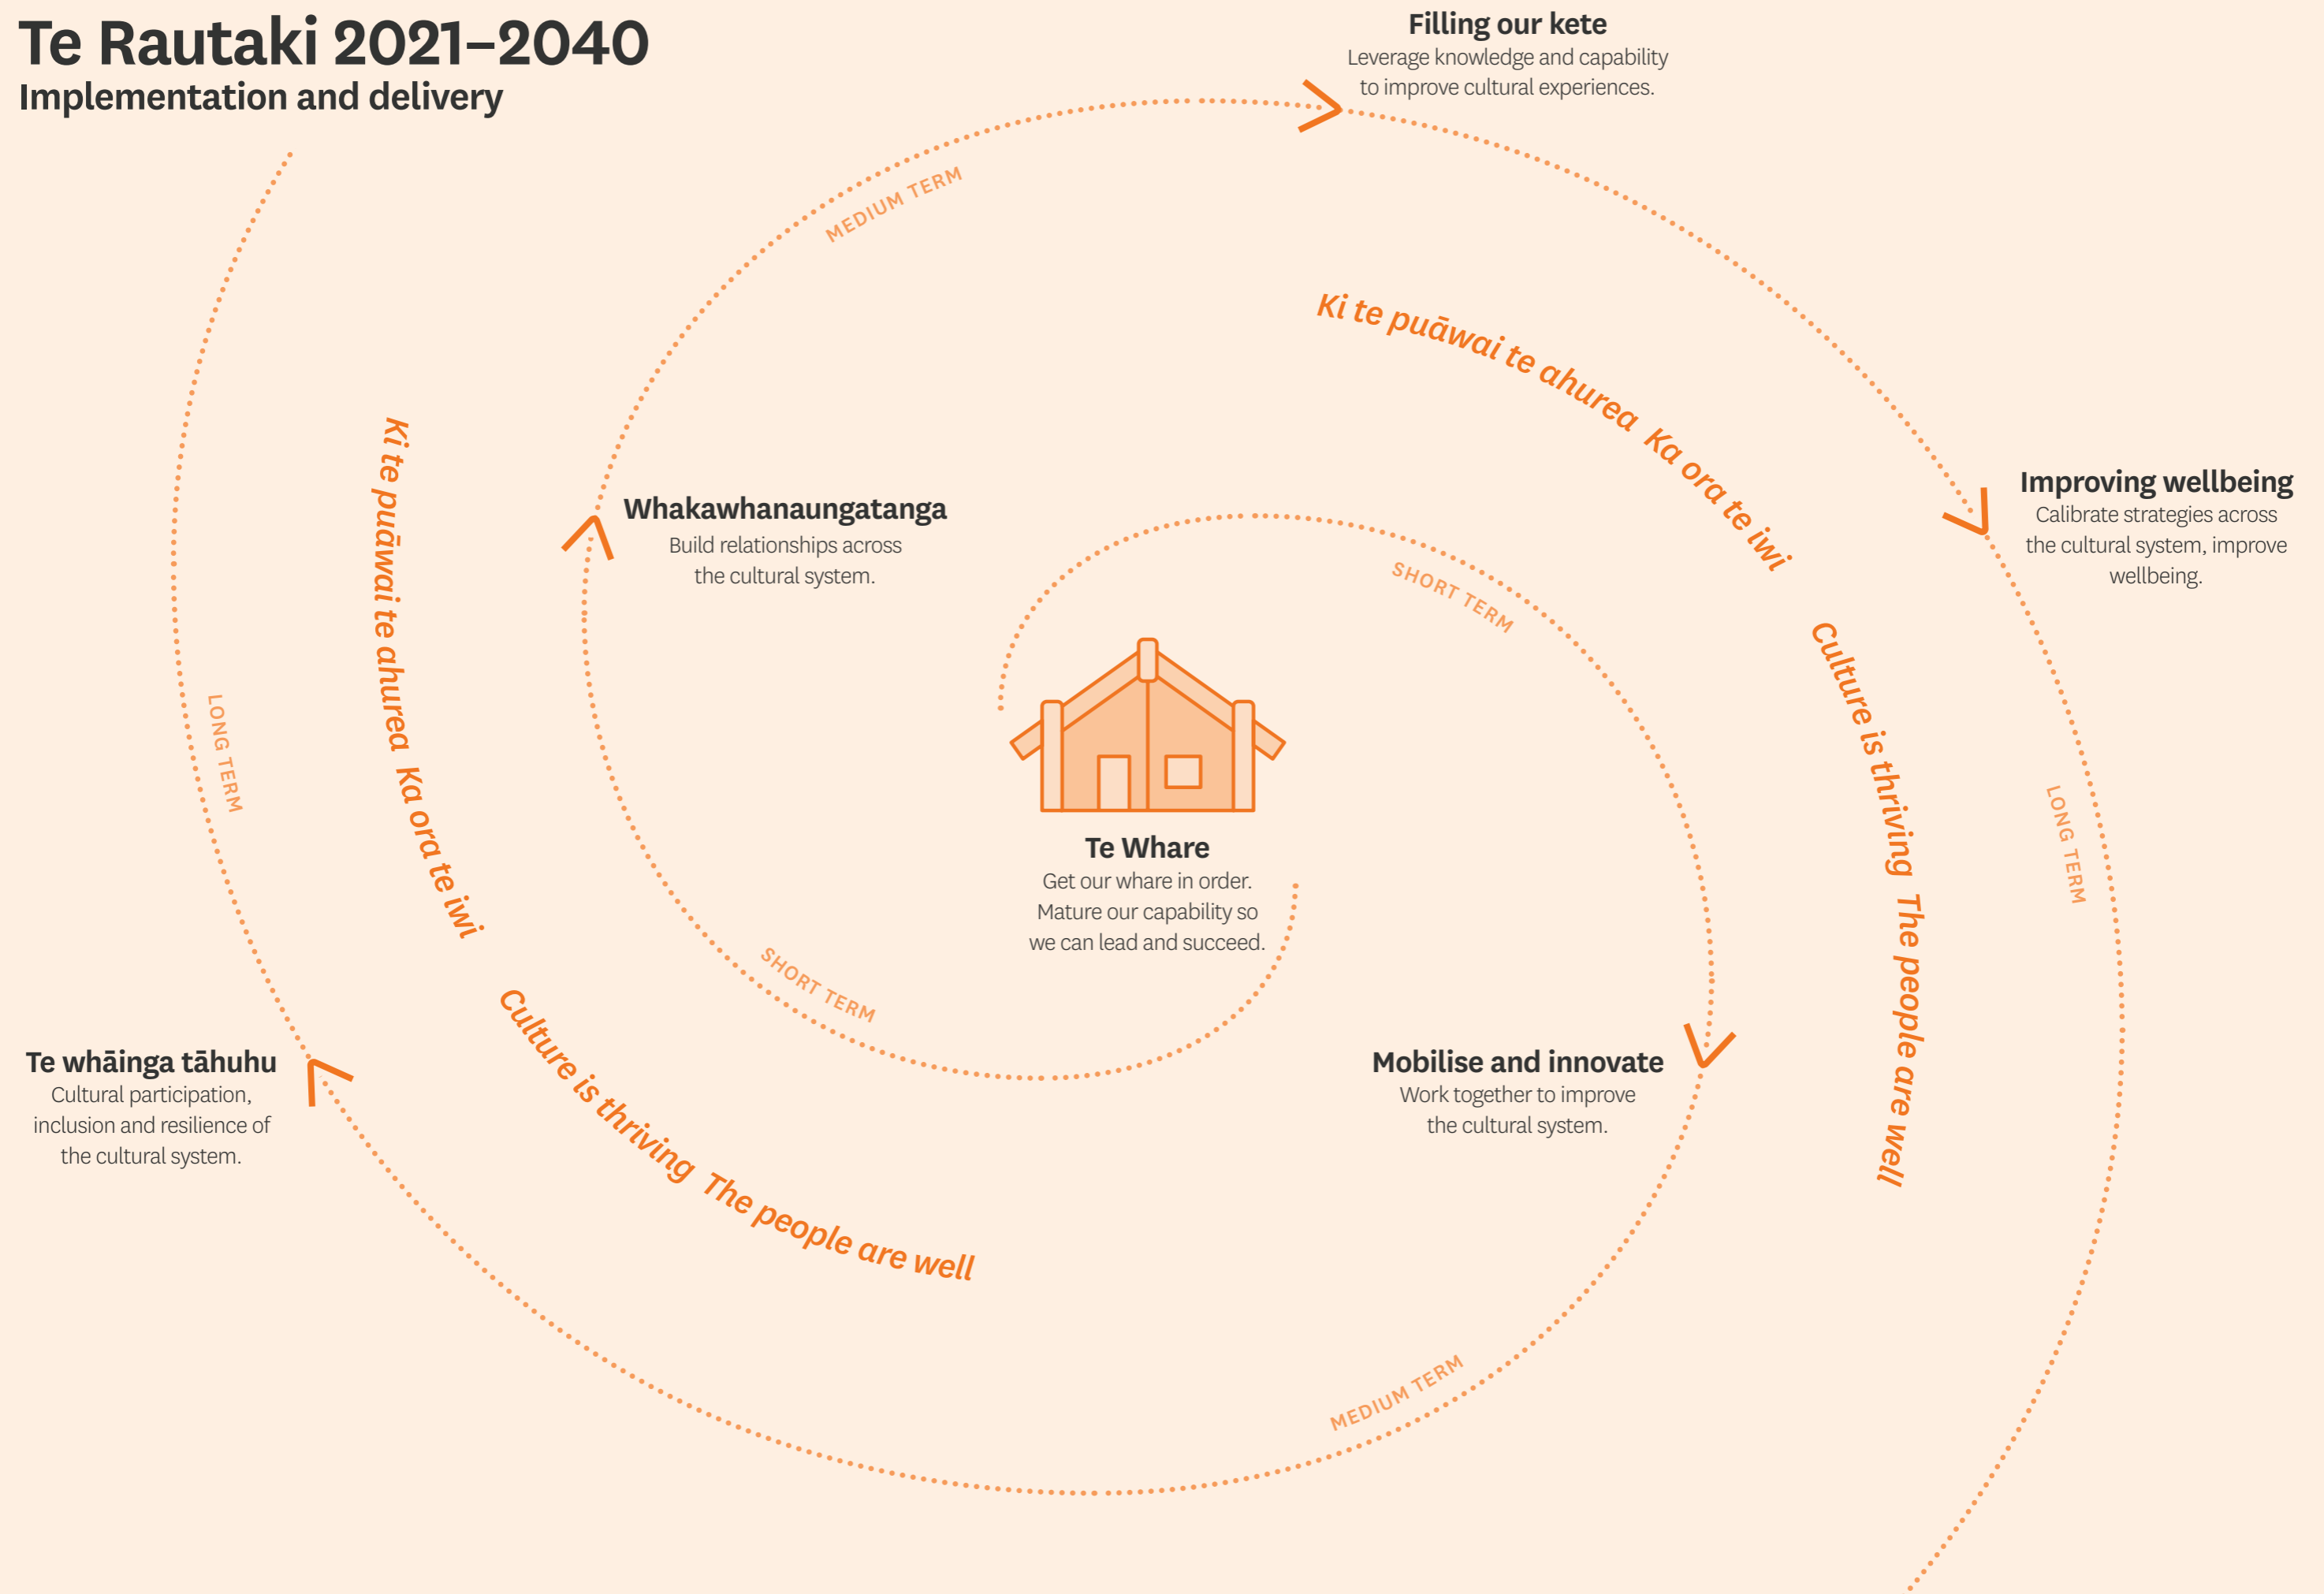 Te Rautaki 2021–2040
Implementation and delivery
Filling our kete
Leverage knowledge and capability
to improve cultural experiences.
MEDIUM TERM
Ki te puāwai te ahurea Ka ora te iwi
Culture is thriving The people are well
Improving wellbeing
Calibrate strategies across
the cultural system, improve
wellbeing.
LONG TERM
Whakawhanaungatanga
Build relationships across
the cultural system.
SHORT TERM
Te Whare
Get our whare in order.
Mature our capability so
we can lead and succeed.
SHORT TERM
Ki te puāwai te ahurea Ka ora te iwi
Culture is thriving The people are well
LONG TERM
Te whāinga tāhuhu
Cultural participation,
inclusion and resilience of
the cultural system.
Mobilise and innovate
Work together to improve
the cultural system.
MEDIUM TERM